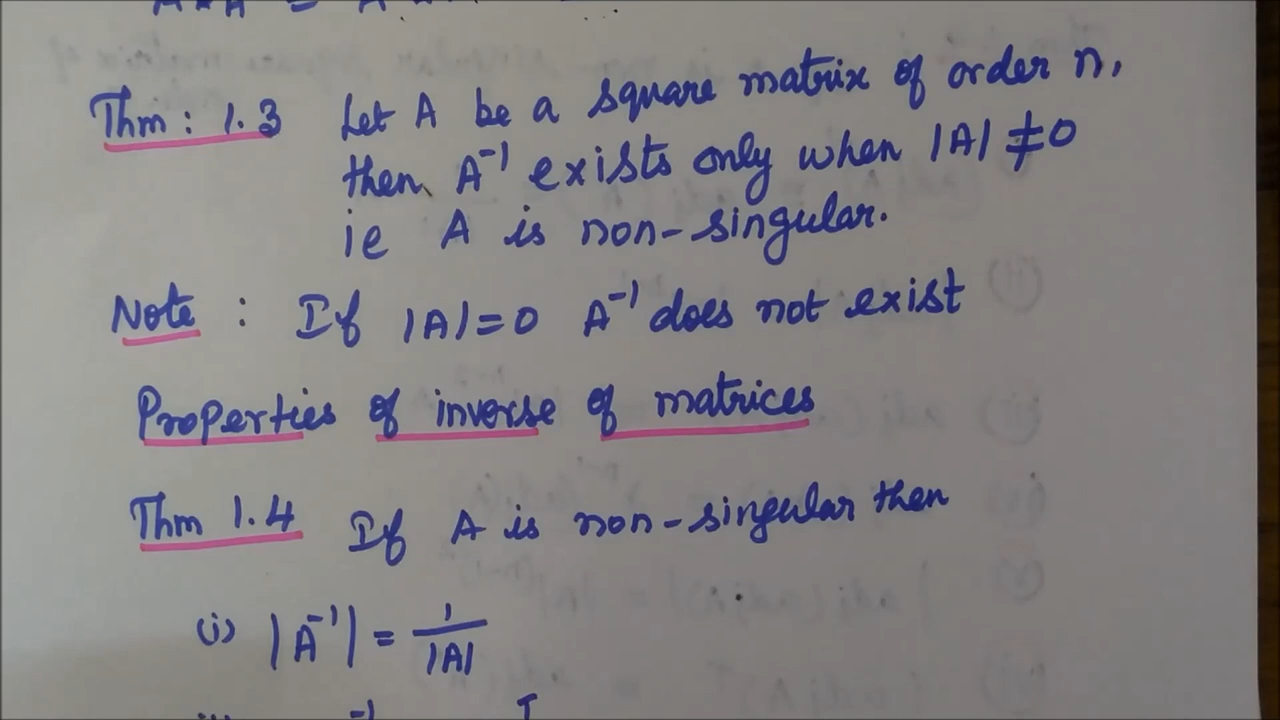 Thm : 1.3 Let A be a square matrix of order n,
then A⁻¹ exists only when |A| ≠ 0
ie A is non-singular.
Note : If |A|=0 A⁻¹ does not exist
Properties of inverse of matrices
Thm 1.4 If A is non-singular then
(i) |A⁻¹| = 1/|A|